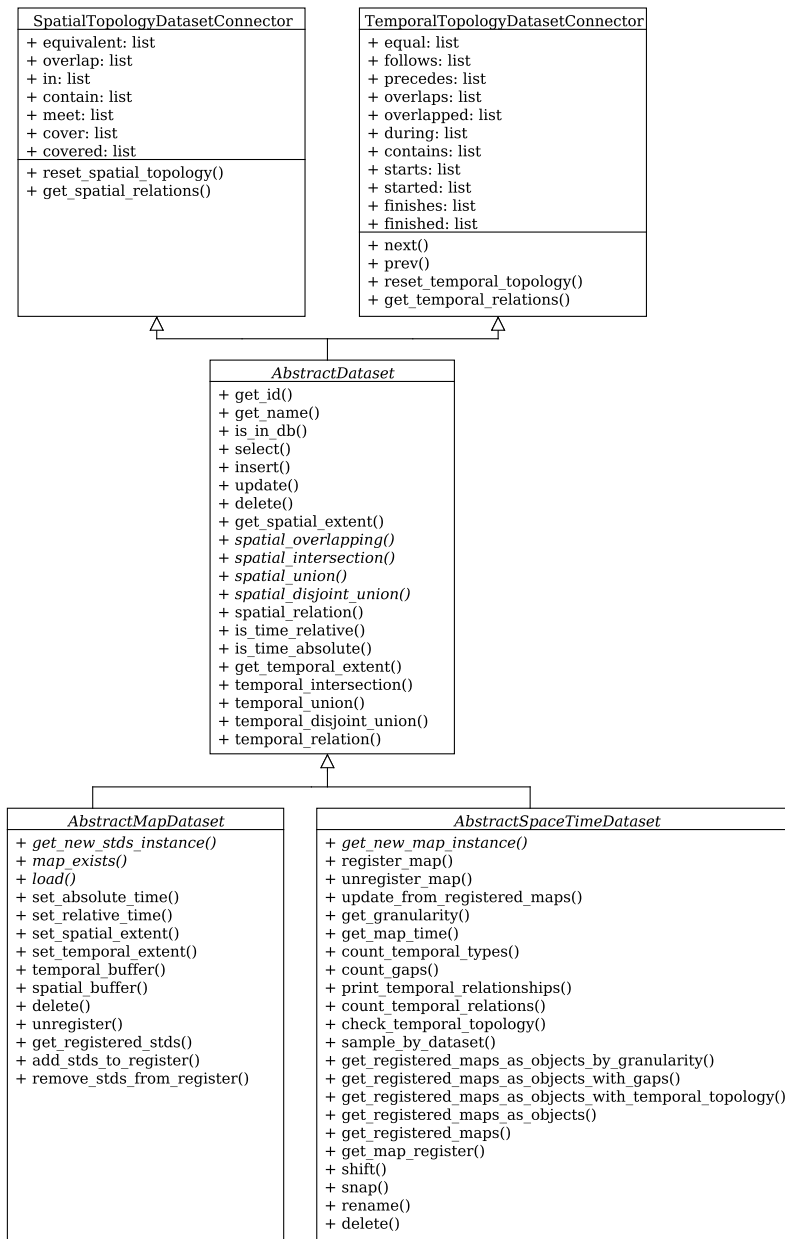 SpatialTopologyDatasetConnector
+ equivalent: list
+ overlap: list
+ in: list
+ contain: list
+ meet: list
+ cover: list
+ covered: list
+ reset_spatial_topology()
+ get_spatial_relations()
TemporalTopologyDatasetConnector
+ equal: list
+ follows: list
+ precedes: list
+ overlaps: list
+ overlapped: list
+ during: list
+ contains: list
+ starts: list
+ started: list
+ finishes: list
+ finished: list
+ next()
+ prev()
+ reset_temporal_topology()
+ get_temporal_relations()
AbstractDataset
+ get_id()
+ get_name()
+ is_in_db()
+ select()
+ insert()
+ update()
+ delete()
+ get_spatial_extent()
+ spatial_overlapping()
+ spatial_intersection()
+ spatial_union()
+ spatial_disjoint_union()
+ spatial_relation()
+ is_time_relative()
+ is_time_absolute()
+ get_temporal_extent()
+ temporal_intersection()
+ temporal_union()
+ temporal_disjoint_union()
+ temporal_relation()
AbstractMapDataset
+ get_new_stds_instance()
+ map_exists()
+ load()
+ set_absolute_time()
+ set_relative_time()
+ set_spatial_extent()
+ set_temporal_extent()
+ temporal_buffer()
+ spatial_buffer()
+ delete()
+ unregister()
+ get_registered_stds()
+ add_stds_to_register()
+ remove_stds_from_register()
AbstractSpaceTimeDataset
+ get_new_map_instance()
+ register_map()
+ unregister_map()
+ update_from_registered_maps()
+ get_granularity()
+ get_map_time()
+ count_temporal_types()
+ count_gaps()
+ print_temporal_relationships()
+ count_temporal_relations()
+ check_temporal_topology()
+ sample_by_dataset()
+ get_registered_maps_as_objects_by_granularity()
+ get_registered_maps_as_objects_with_gaps()
+ get_registered_maps_as_objects_with_temporal_topology()
+ get_registered_maps_as_objects()
+ get_registered_maps()
+ get_map_register()
+ shift()
+ snap()
+ rename()
+ delete()